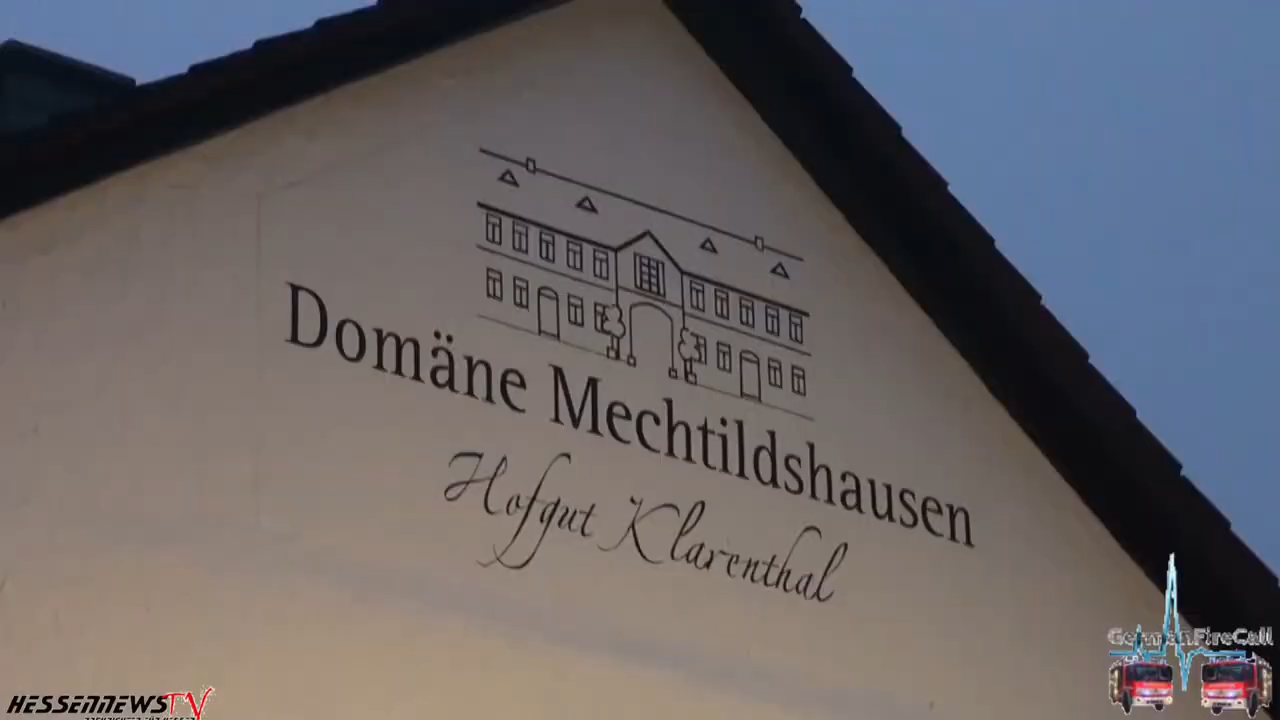 Domäne Mechtildshausen
Hofgut Klarenthal
GermanFireCall
HESSENNEWS TV